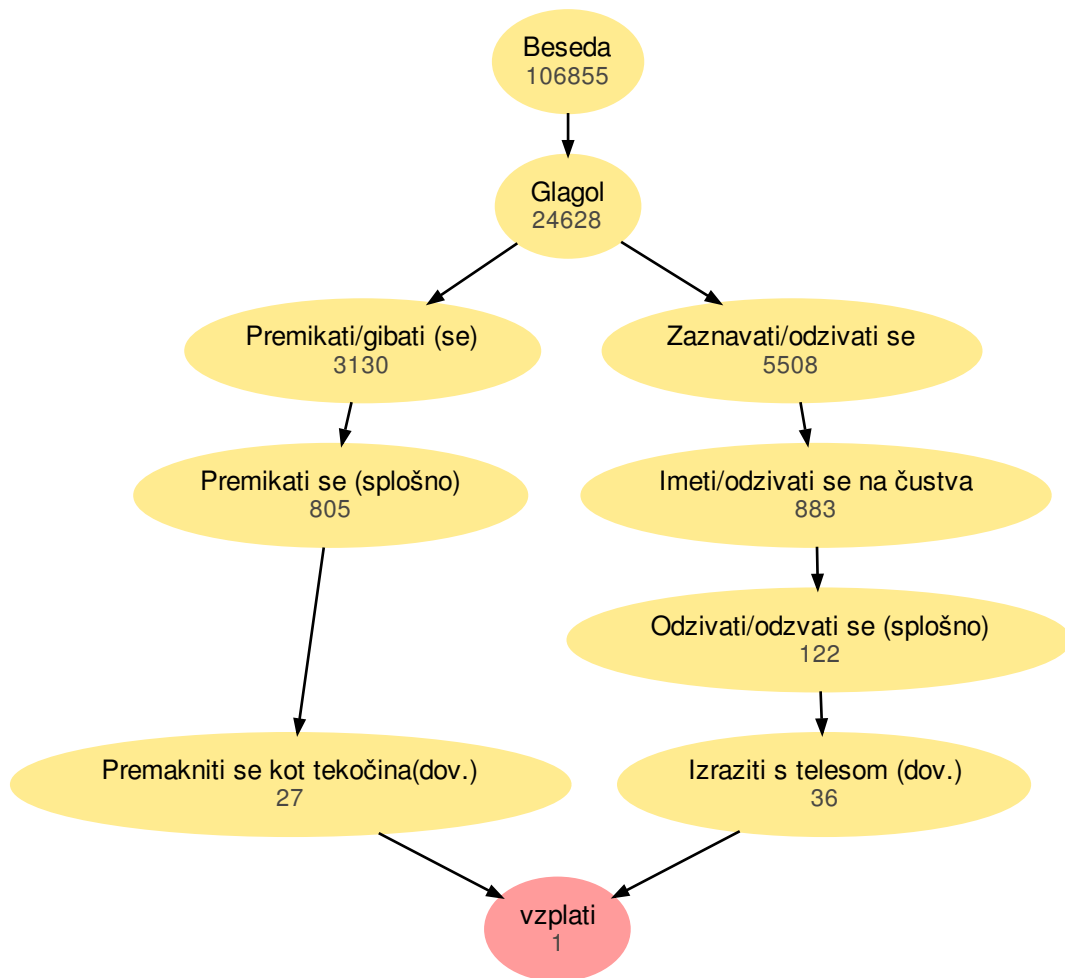 Beseda
106855
Glagol
24628
Premikati/gibati (se)
3130
Zaznavati/odzivati se
5508
Premikati se (splošno)
805
Imeti/odzivati se na čustva
883
Odzivati/odzvati se (splošno)
122
Premakniti se kot tekočina(dov.)
27
Izraziti s telesom (dov.)
36
vzplati
1